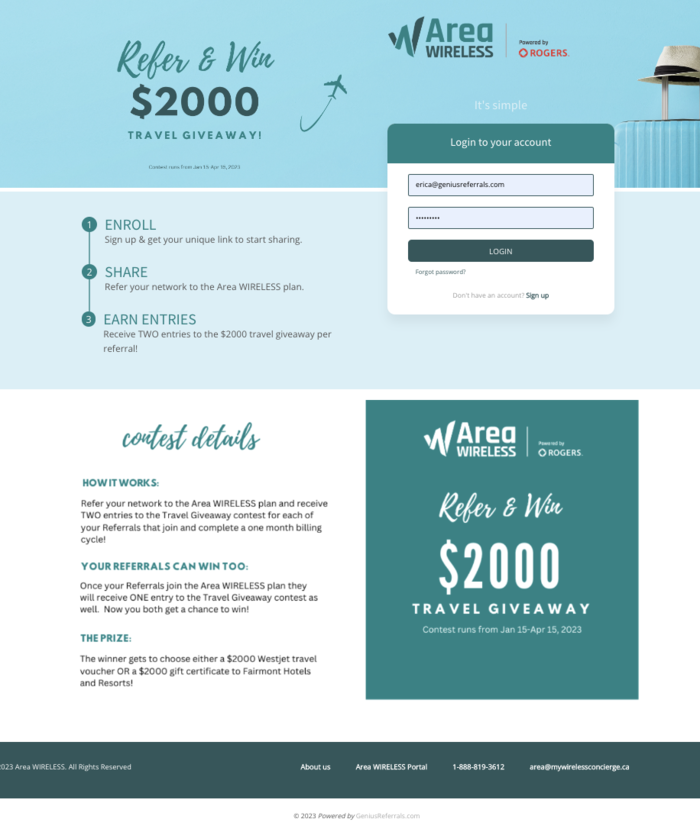 Refer & Win
$2000
TRAVEL GIVEAWAY!
Contest runs from Jan 15-Apr 15, 2023
Area
WIRELESS
Powered by
ROGERS.
It's simple
Login to your account
erica@geniusreferrals.com
•••••••••
LOGIN
Forgot password?
Don't have an account? Sign up
1 ENROLL
Sign up & get your unique link to start sharing.
2 SHARE
Refer your network to the Area WIRELESS plan.
3 EARN ENTRIES
Receive TWO entries to the $2000 travel giveaway per
referral!
contest details
HOW IT WORKS:
Refer your network to the Area WIRELESS plan and receive
TWO entries to the Travel Giveaway contest for each of
your Referrals that join and complete a one month billing
cycle!
YOUR REFERRALS CAN WIN TOO:
Once your Referrals join the Area WIRELESS plan they
will receive ONE entry to the Travel Giveaway contest as
well. Now you both get a chance to win!
THE PRIZE:
The winner gets to choose either a $2000 Westjet travel
voucher OR a $2000 gift certificate to Fairmont Hotels
and Resorts!
Area
WIRELESS
Powered by
ROGERS.
Refer & Win
$2000
TRAVEL GIVEAWAY
Contest runs from Jan 15-Apr 15, 2023
2023 Area WIRELESS. All Rights Reserved
About us
Area WIRELESS Portal
1-888-819-3612
area@mywirelessconcierge.ca
© 2023 Powered by GeniusReferrals.com